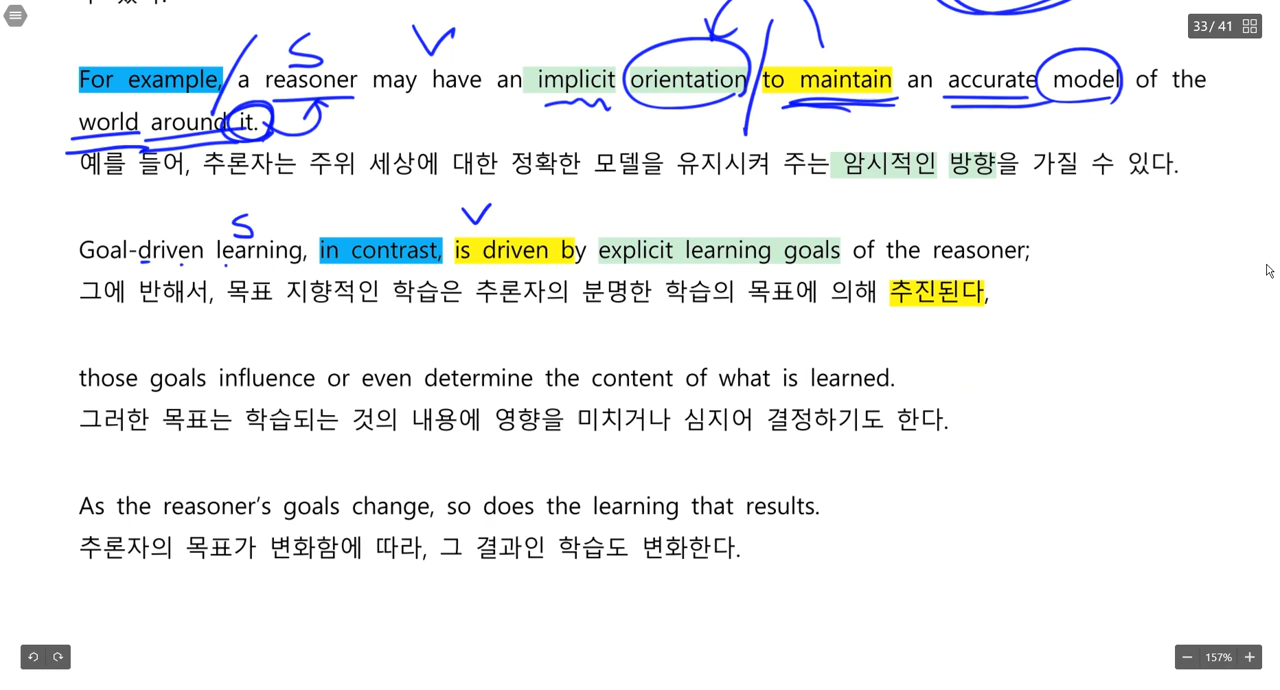 33/ 41
S V
For example, a reasoner may have an implicit orientation to maintain an accurate model of the
world around it.
예를 들어, 추론자는 주위 세상에 대한 정확한 모델을 유지시켜 주는 암시적인 방향을 가질 수 있다.
S V
Goal-driven learning, in contrast, is driven by explicit learning goals of the reasoner;
그에 반해서, 목표 지향적인 학습은 추론자의 분명한 학습의 목표에 의해 추진된다,
those goals influence or even determine the content of what is learned.
그러한 목표는 학습되는 것의 내용에 영향을 미치거나 심지어 결정하기도 한다.
As the reasoner’s goals change, so does the learning that results.
추론자의 목표가 변화함에 따라, 그 결과인 학습도 변화한다.
157%